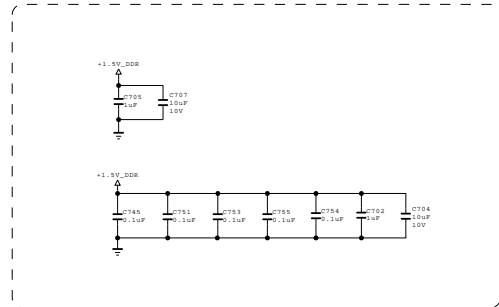 +1.5V_DDR
C705
1uF
C707
10uF
10V
+1.5V_DDR
C745
0.1uF
C751
0.1uF
C753
0.1uF
C755
0.1uF
C754
0.1uF
C702
1uF
C704
10uF
10V